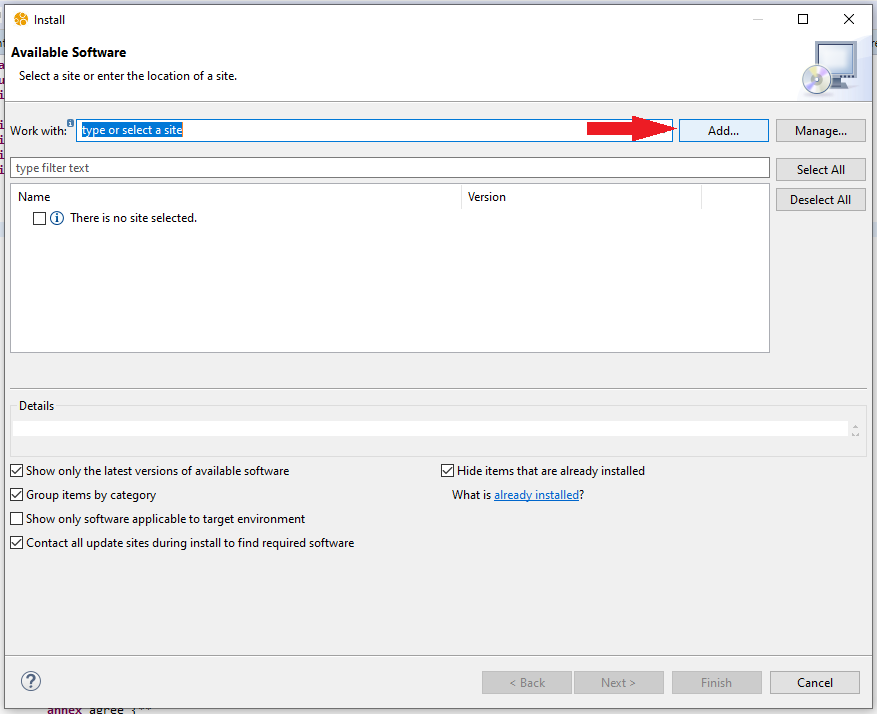 Install
Available Software
Select a site or enter the location of a site.
Work with: type or select a site Add... Manage...
type filter text Select All
Name Version Deselect All
There is no site selected.
Details
Show only the latest versions of available software Hide items that are already installed
Group items by category What is already installed?
Show only software applicable to target environment
Contact all update sites during install to find required software
? < Back Next > Finish Cancel
annex agree {**